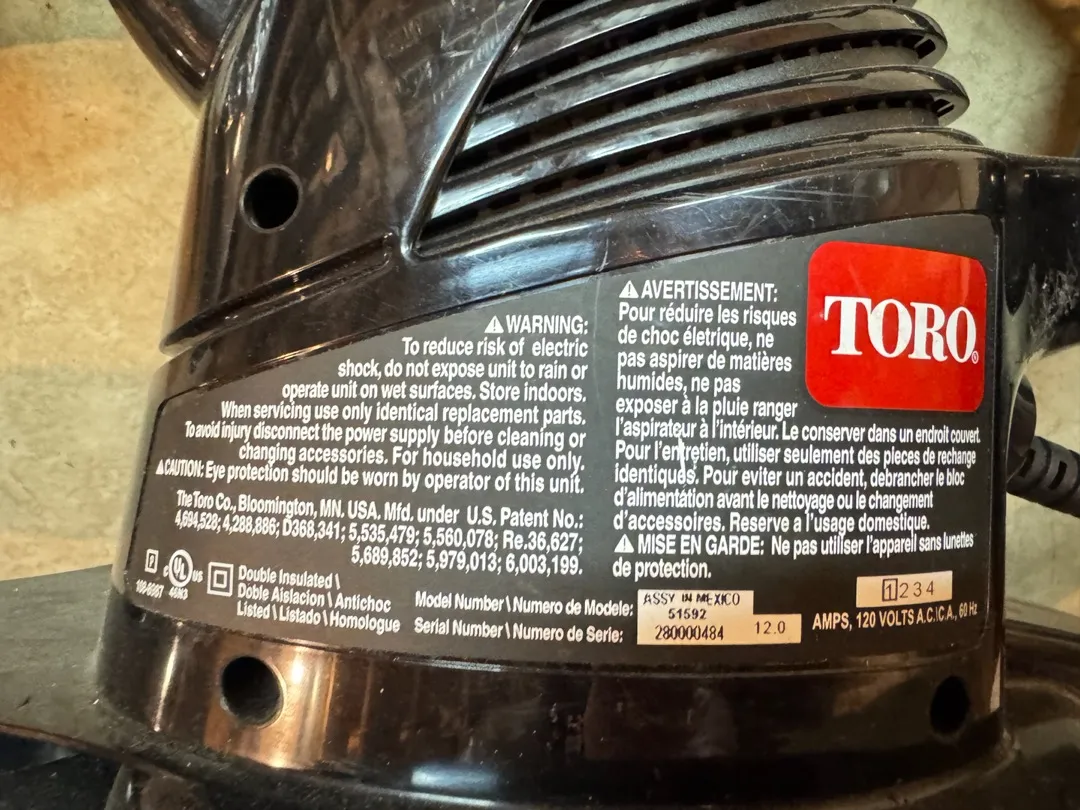 WARNING:
To reduce risk of electric
shock, do not expose unit to rain or
operate unit on wet surfaces. Store indoors.
When servicing use only identical replacement parts.
To avoid injury disconnect the power supply before cleaning or
changing accessories. For household use only.
CAUTION: Eye protection should be worn by operator of this unit.
The Toro Co., Bloomington, MN. USA. Mfd. under U.S. Patent No.:
4,694,528; 4,288,886; D368,341; 5,535,479; 5,560,078; Re.36,627;
5,689,852; 5,979,013; 6,003,199.
AVERTISSEMENT:
Pour réduire les risques
de choc életrique, ne
pas aspirer de matières
humides, ne pas
exposer à la pluie ranger
l'aspirateur à l'intérieur. Le conserver dans un endroit couvert.
Pour l'entretien, utiliser seulement des pieces de rechange
identiques. Pour eviter un accident, debrancher le bloc
d'alimentation avant le nettoyage ou le changement
d'accessoires. Reserve a l'usage domestique.
MISE EN GARDE: Ne pas utiliser l'appareil sans lunettes
de protection.
TORO®
c UL US
Double Insulated \
Doble Aislacion \ Antichoc
Listed \ Listado \ Homologue
Model Number \ Numero de Modele:
Serial Number \ Numero de Serie:
ASSY IN MEXICO
51592
280000484
12.0
1234
AMPS, 120 VOLTS A.C.\C.A., 60 Hz